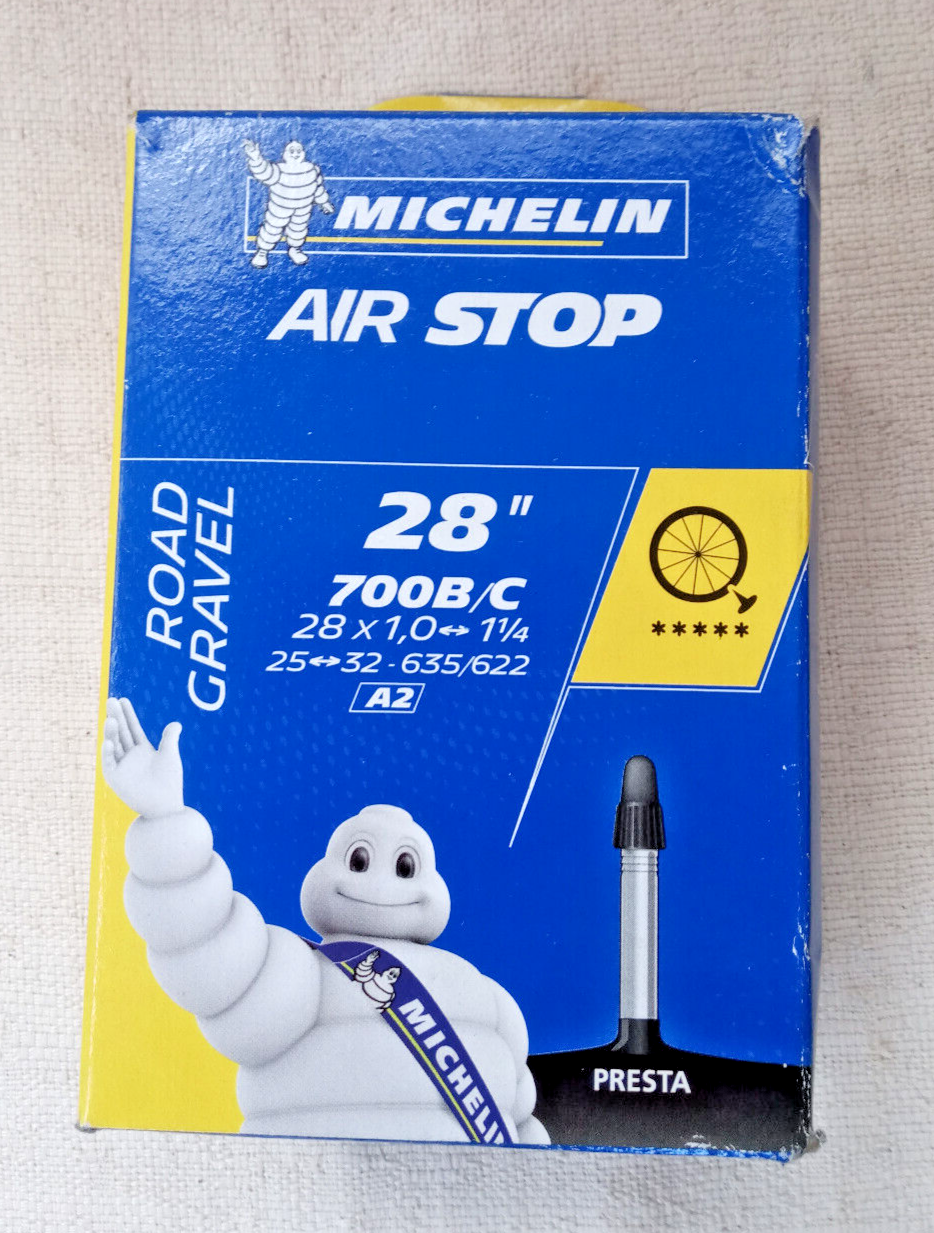 MICHELIN
AIR STOP
ROAD
GRAVEL
28"
700B/C
28 x 1,0↔ 1¼
25↔32 - 635/622
A2
*****
MICHELIN
PRESTA